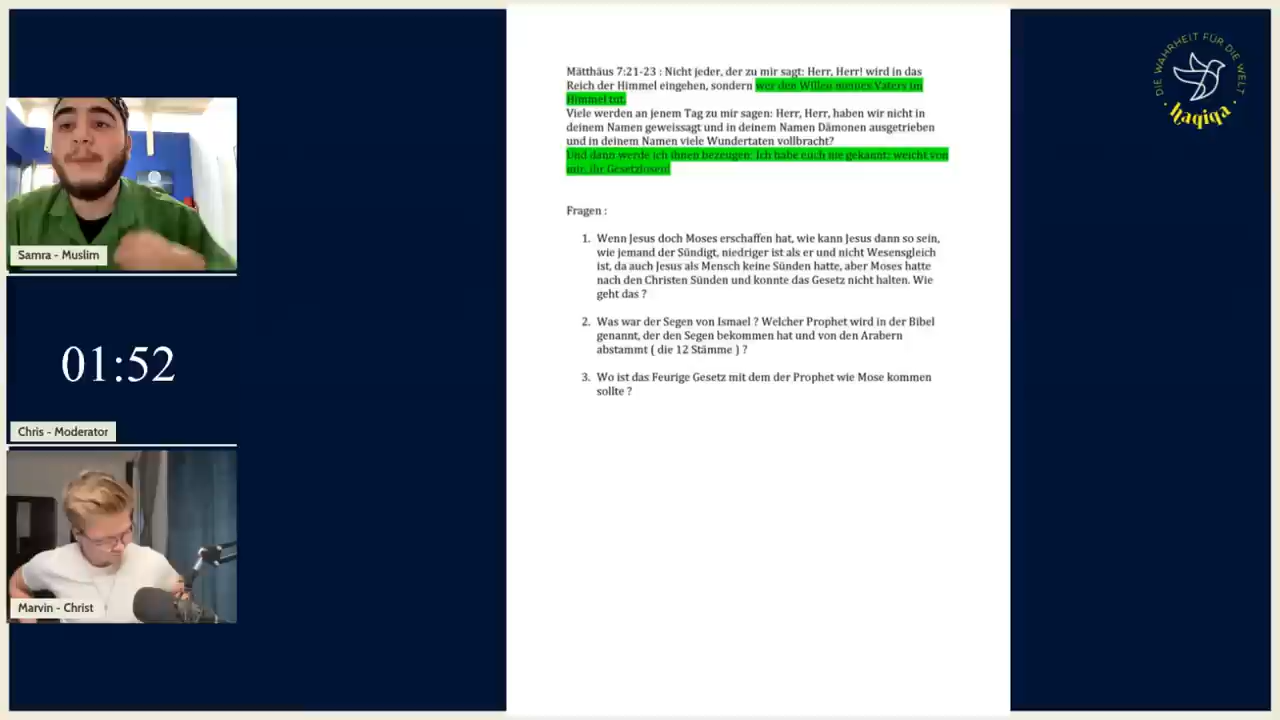 Mätthäus 7:21-23 : Nicht jeder, der zu mir sagt: Herr, Herr! wird in das
Reich der Himmel eingehen, sondern wer den Willen meines Vaters im
Himmel tut.
Viele werden an jenem Tag zu mir sagen: Herr, Herr, haben wir nicht in
deinem Namen geweissagt und in deinem Namen Dämonen ausgetrieben
und in deinem Namen viele Wundertaten vollbracht?
Und dann werde ich ihnen bezeugen: Ich habe euch nie gekannt; weicht von
mir, ihr Gesetzlosen!
Fragen :
1. Wenn Jesus doch Moses erschaffen hat, wie kann Jesus dann so sein,
wie jemand der Sündigt, niedriger ist als er und nicht Wesensgleich
ist, da auch Jesus als Mensch keine Sünden hatte, aber Moses hatte
nach den Christen Sünden und konnte das Gesetz nicht halten. Wie
geht das ?
2. Was war der Segen von Ismael ? Welcher Prophet wird in der Bibel
genannt, der den Segen bekommen hat und von den Arabern
abstammt ( die 12 Stämme ) ?
3. Wo ist das Feurige Gesetz mit dem der Prophet wie Mose kommen
sollte ?
Samra - Muslim
01:52
Chris - Moderator
Marvin - Christ
DIE WAHRHEIT FÜR DIE WELT
haqiqa